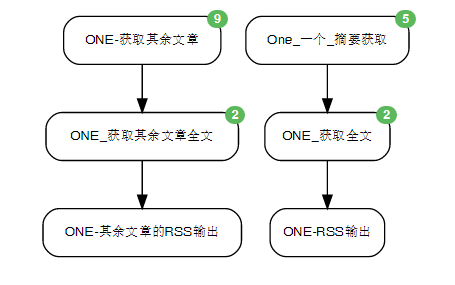 9
ONE-获取其余文章
5
One_一个_摘要获取
2
ONE_获取其余文章全文
2
ONE_获取全文
ONE-其余文章的RSS输出
ONE-RSS输出